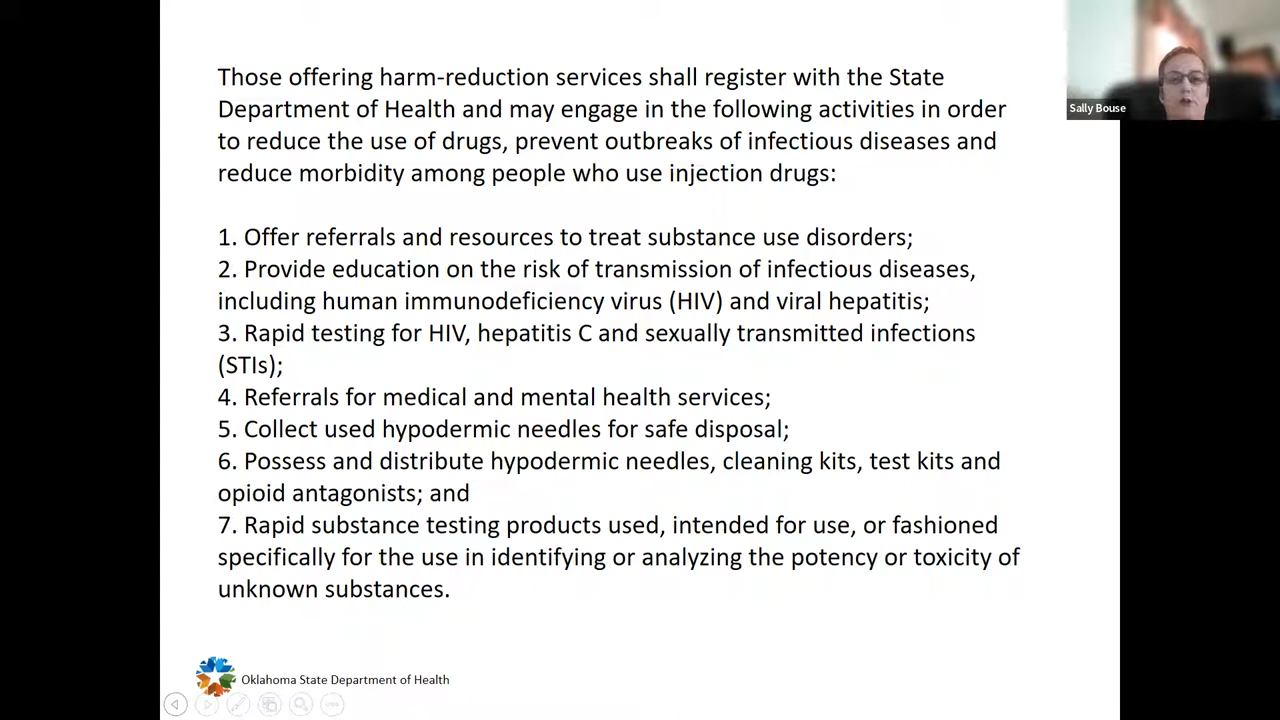 Those offering harm-reduction services shall register with the State
Department of Health and may engage in the following activities in order
to reduce the use of drugs, prevent outbreaks of infectious diseases and
reduce morbidity among people who use injection drugs:
1. Offer referrals and resources to treat substance use disorders;
2. Provide education on the risk of transmission of infectious diseases,
including human immunodeficiency virus (HIV) and viral hepatitis;
3. Rapid testing for HIV, hepatitis C and sexually transmitted infections
(STIs);
4. Referrals for medical and mental health services;
5. Collect used hypodermic needles for safe disposal;
6. Possess and distribute hypodermic needles, cleaning kits, test kits and
opioid antagonists; and
7. Rapid substance testing products used, intended for use, or fashioned
specifically for the use in identifying or analyzing the potency or toxicity of
unknown substances.
Oklahoma State Department of Health
Sally Bouse